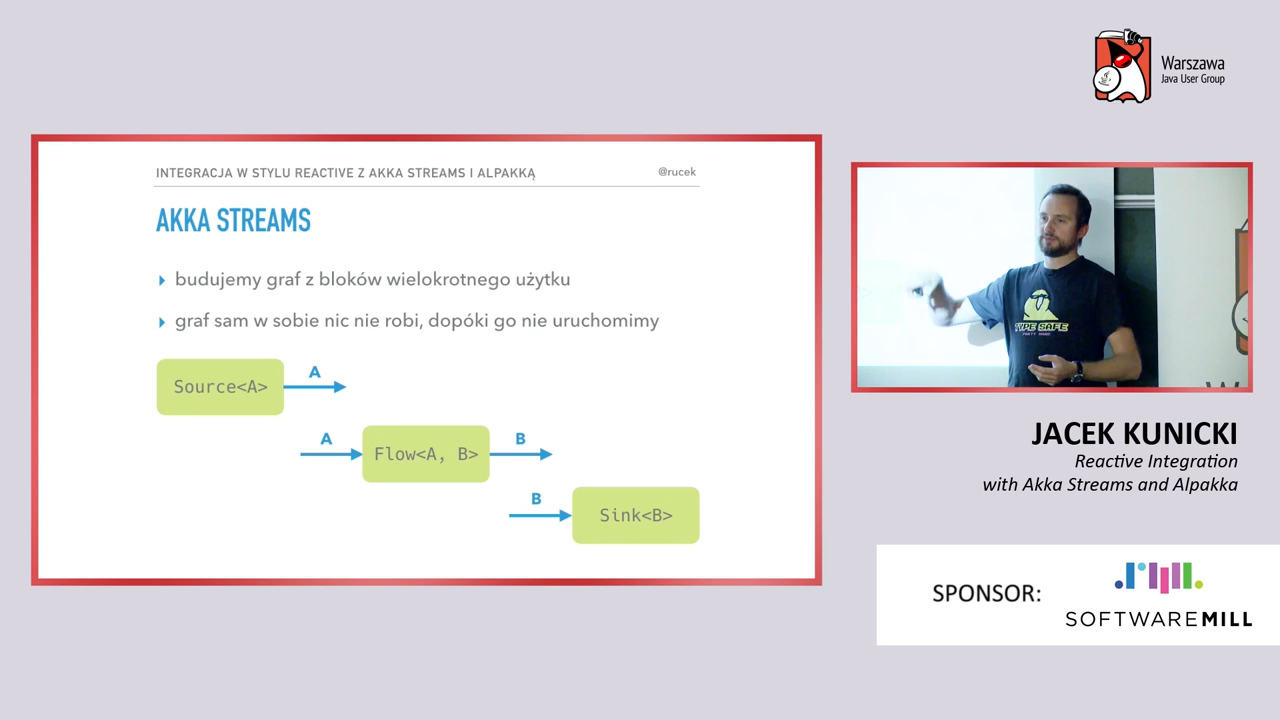 Warszawa
Java User Group
INTEGRACJA W STYLU REACTIVE Z AKKA STREAMS I ALPAKKĄ
@rucek
AKKA STREAMS
budujemy graf z bloków wielokrotnego użytku
graf sam w sobie nic nie robi, dopóki go nie uruchomimy
Source<A>
A
A
Flow<A, B>
B
B
Sink<B>
TYPE SAFE
PARTY HARD
JACEK KUNICKI
Reactive Integration
with Akka Streams and Alpakka
SPONSOR:
SOFTWAREMILL